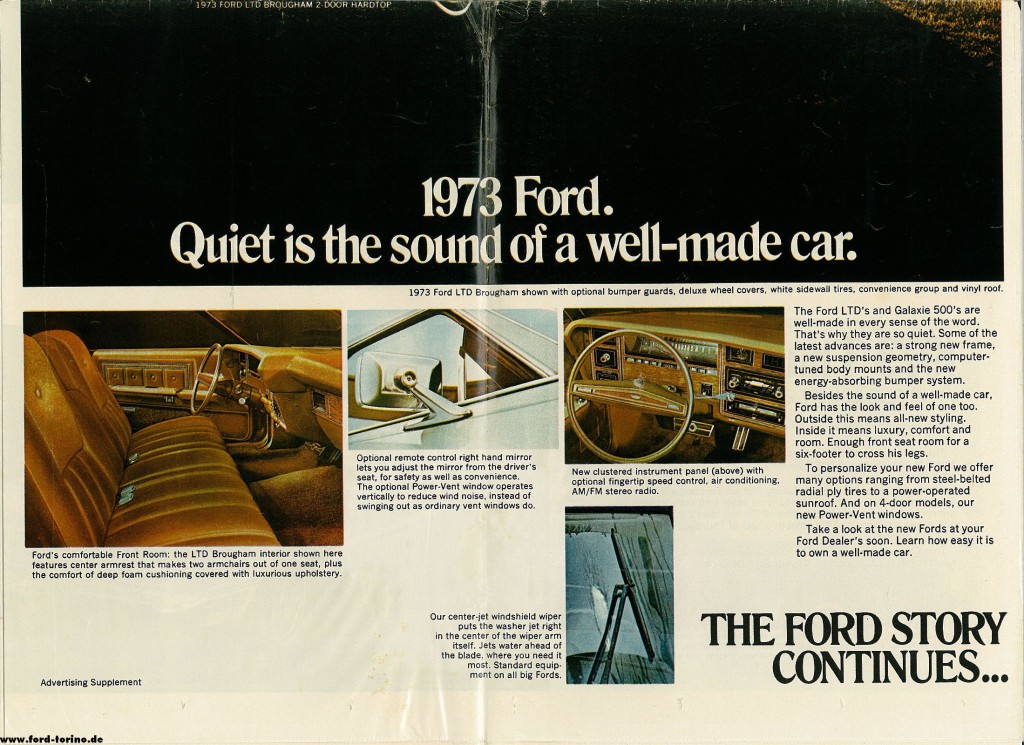 1973 FORD LTD BROUGHAM 2-DOOR HARDTOP
1973 Ford.
Quiet is the sound of a well-made car.
1973 Ford LTD Brougham shown with optional bumper guards, deluxe wheel covers, white sidewall tires, convenience group and vinyl roof.
Ford's comfortable Front Room: the LTD Brougham interior shown here
features center armrest that makes two armchairs out of one seat, plus
the comfort of deep foam cushioning covered with luxurious upholstery.
Optional remote control right hand mirror
lets you adjust the mirror from the driver's
seat, for safety as well as convenience.
The optional Power-Vent window operates
vertically to reduce wind noise, instead of
swinging out as ordinary vent windows do.
New clustered instrument panel (above) with
optional fingertip speed control, air conditioning,
AM/FM stereo radio.
Our center-jet windshield wiper
puts the washer jet right
in the center of the wiper arm
itself. Jets water ahead of
the blade, where you need it
most. Standard equip-
ment on all big Fords.
The Ford LTD's and Galaxie 500's are
well-made in every sense of the word.
That's why they are so quiet. Some of the
latest advances are: a strong new frame,
a new suspension geometry, computer-
tuned body mounts and the new
energy-absorbing bumper system.
Besides the sound of a well-made car,
Ford has the look and feel of one too.
Outside this means all-new styling.
Inside it means luxury, comfort and
room. Enough front seat room for a
six-footer to cross his legs.
To personalize your new Ford we offer
many options ranging from steel-belted
radial ply tires to a power-operated
sunroof. And on 4-door models, our
new Power-Vent windows.
Take a look at the new Fords at your
Ford Dealer's soon. Learn how easy it is
to own a well-made car.
THE FORD STORY
CONTINUES...
Advertising Supplement
www.ford-torino.de